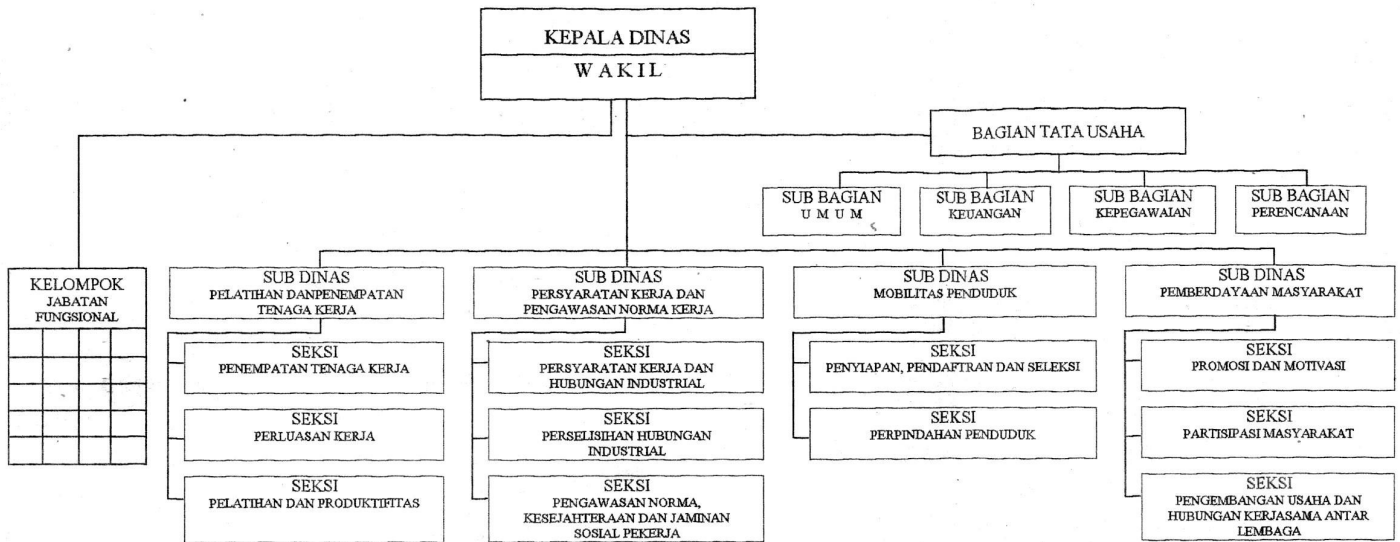 KEPALA DINAS
W A K I L
BAGIAN TATA USAHA
SUB BAGIAN
U M U M
SUB BAGIAN
KEUANGAN
SUB BAGIAN
KEPEGAWAIAN
SUB BAGIAN
PERENCANAAN
KELOMPOK
JABATAN
FUNGSIONAL
SUB DINAS
PELATIHAN DANPENEMPATAN
TENAGA KERJA
SEKSI
PENEMPATAN TENAGA KERJA
SEKSI
PERLUASAN KERJA
SEKSI
PELATIHAN DAN PRODUKTIFITAS
SUB DINAS
PERSYARATAN KERJA DAN
PENGAWASAN NORMA KERJA
SEKSI
PERSYARATAN KERJA DAN
HUBUNGAN INDUSTRIAL
SEKSI
PERSELISIHAN HUBUNGAN
INDUSTRIAL
SEKSI
PENGAWASAN NORMA,
KESEJAHTERAAN DAN JAMINAN
SOSIAL PEKERJA
SUB DINAS
MOBILITAS PENDUDUK
SEKSI
PENYIAPAN, PENDAFTRAN DAN SELEKSI
SEKSI
PERPINDAHAN PENDUDUK
SUB DINAS
PEMBERDAYAAN MASYARAKAT
SEKSI
PROMOSI DAN MOTIVASI
SEKSI
PARTISIPASI MASYARAKAT
SEKSI
PENGEMBANGAN USAHA DAN
HUBUNGAN KERJASAMA ANTAR
LEMBAGA